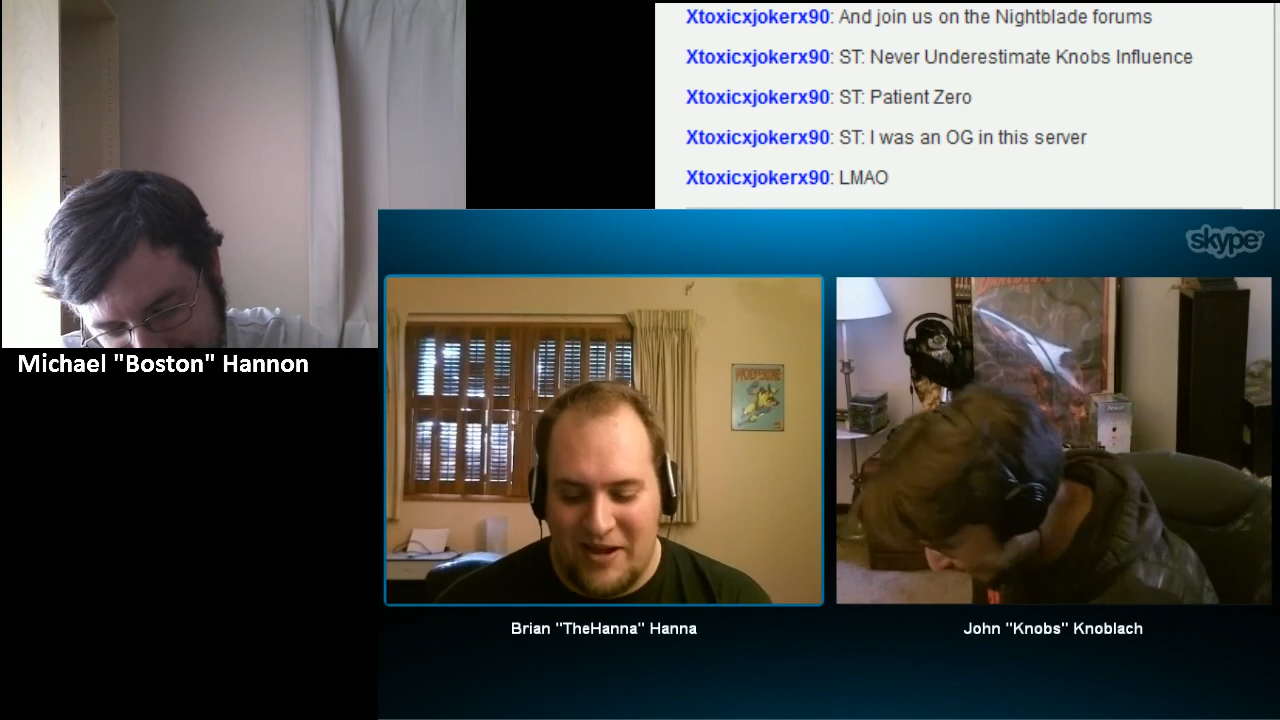 Xtoxicxjokerx90: And join us on the Nightblade forums
Xtoxicxjokerx90: ST: Never Underestimate Knobs Influence
Xtoxicxjokerx90: ST: Patient Zero
Xtoxicxjokerx90: ST: I was an OG in this server
Xtoxicxjokerx90: LMAO
skype
Michael "Boston" Hannon
WOLVERINE
Brian "TheHanna" Hanna
John "Knobs" Knoblach